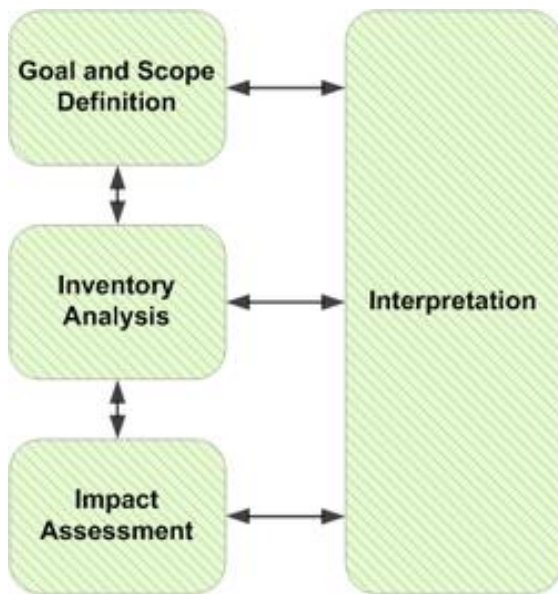 Goal and Scope
Definition
Inventory
Analysis
Interpretation
Impact
Assessment